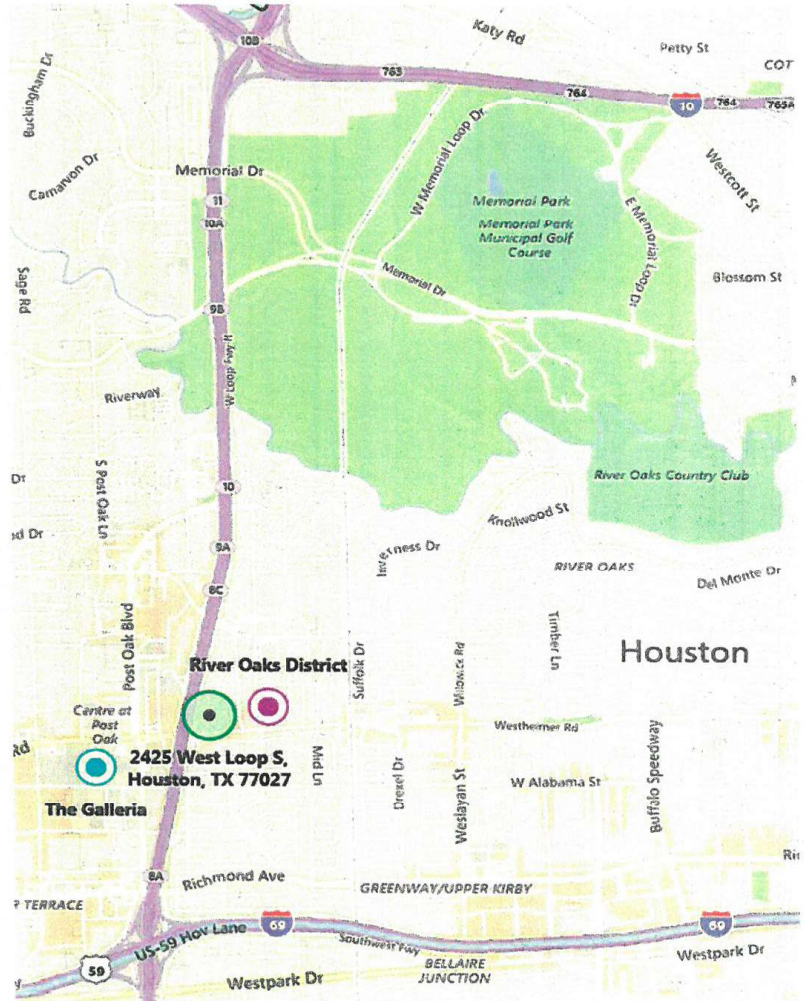 Katy Rd
Petty St
COT
10B
763
764
10
764
765A
Buckingham Dr
Carnarvon Dr
Memorial Dr
W Memorial Loop Dr
Westcott St
11
10A
Memorial Park
Memorial Park
Municipal Golf
Course
E Memorial Loop Dr
Memorial Dr
Blossom St
Sage Rd
9B
W Loop Fwy N
Riverway
S Post Oak Ln
Dr
10
River Oaks Country Club
Knollwood St
od Dr
9A
Inverness Dr
RIVER OAKS
Del Monte Dr
8C
Post Oak Blvd
Timber Ln
Suffolk Dr
Willowick Rd
Houston
River Oaks District
Centre at
Post
Oak
Westheimer Rd
Rd
2425 West Loop S,
Houston, TX 77027
Mid Ln
Drexel Dr
Weslayan St
W Alabama St
Buffalo Speedway
The Galleria
8A
Richmond Ave
GREENWAY/UPPER KIRBY
TERRACE
US-59 Hov Lane
69
Southwest Fwy
69
59
BELLAIRE
JUNCTION
Westpark Dr
Westpark Dr